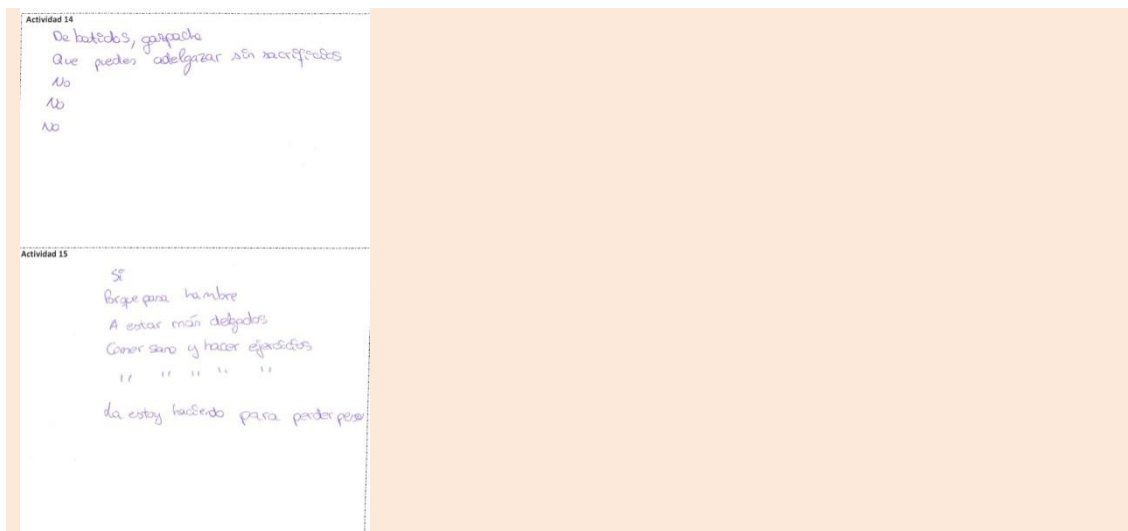 Actividad 14
De batidos, gazpacho
Que puedes adelgazar sin sacrificios
No
No
No
Actividad 15
Sí
Porque pasa hambre
A estar más delgados
Comer sano y hacer ejercicios
" " " " "
La estoy haciendo para perder peso